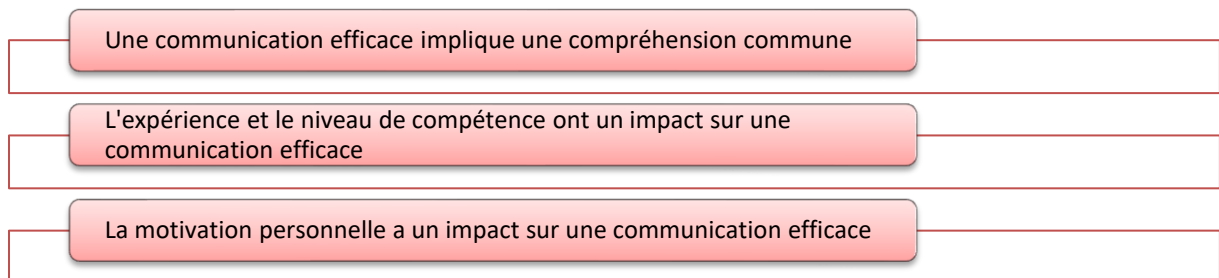 Une communication efficace implique une compréhension commune
L'expérience et le niveau de compétence ont un impact sur une
communication efficace
La motivation personnelle a un impact sur une communication efficace